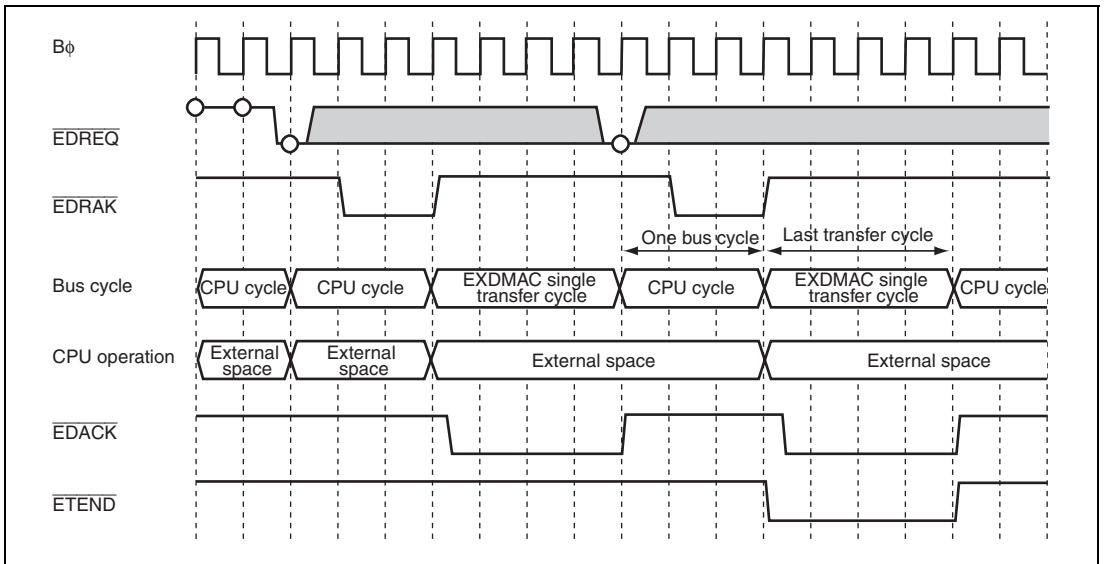 Bϕ
EDREQ
EDRAK
One bus cycle
Last transfer cycle
Bus cycle
CPU cycle
CPU cycle
EXDMAC single
transfer cycle
CPU cycle
EXDMAC single
transfer cycle
CPU cycle
CPU operation
External
space
External
space
External space
External space
EDACK
ETEND